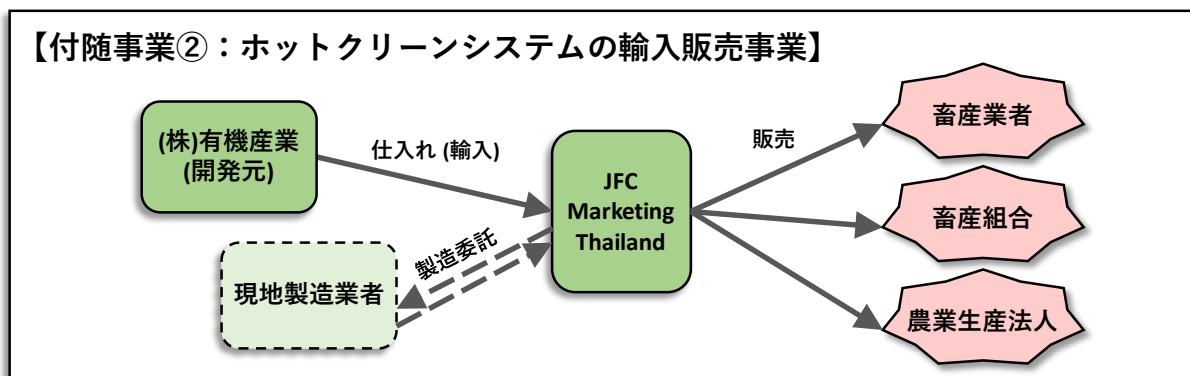 【付随事業②：ホットクリーンシステムの輸入販売事業】
(株)有機産業
(開発元)
仕入れ (輸入)
JFC
Marketing
Thailand
販売
畜産業者
畜産組合
農業生産法人
製造委託
現地製造業者